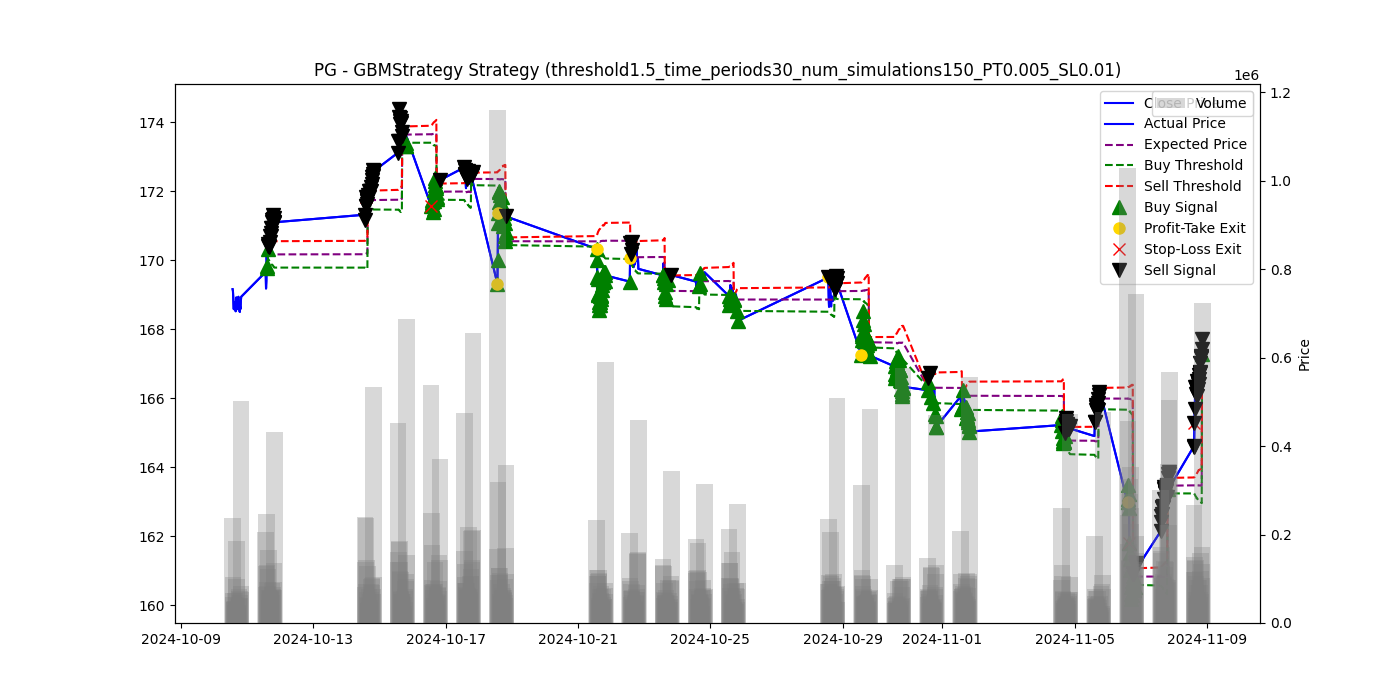 PG - GBMStrategy Strategy (threshold1.5_time_periods30_num_simulations150_PT0.005_SL0.01)
1e6
174
172
170
168
166
164
162
160
1.2
1.0
0.8
0.6
0.4
0.2
0.0
Price
Volume
Actual Price
Expected Price
Buy Threshold
Sell Threshold
Buy Signal
Profit-Take Exit
Stop-Loss Exit
Sell Signal
2024-10-09
2024-10-13
2024-10-17
2024-10-21
2024-10-25
2024-10-29
2024-11-01
2024-11-05
2024-11-09